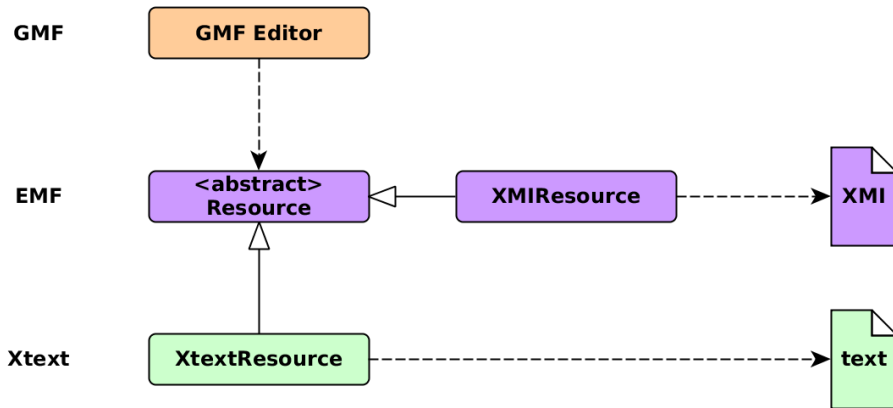 GMF
GMF Editor
EMF
<abstract>
Resource
XMIResource
XMI
Xtext
XtextResource
text